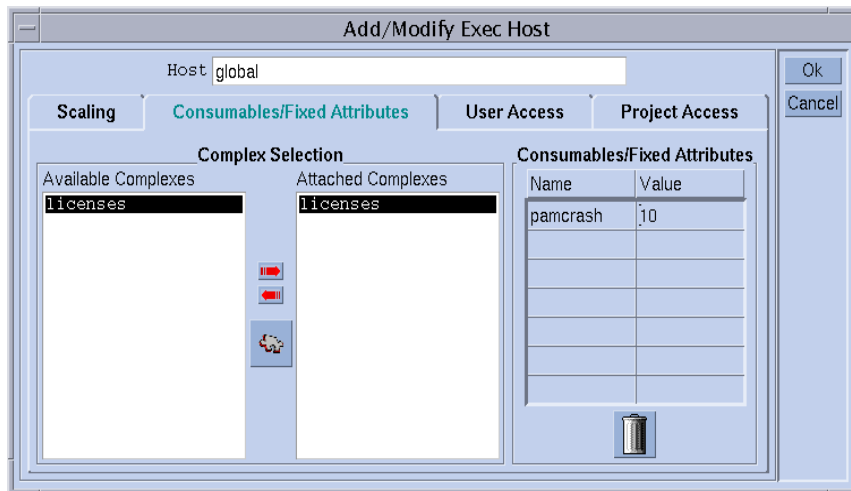 Add/Modify Exec Host
Host global
Ok
Cancel
Scaling Consumables/Fixed Attributes User Access Project Access
Complex Selection Consumables/Fixed Attributes
Available Complexes Attached Complexes
Name Value
licenses licenses
pamcrash 10